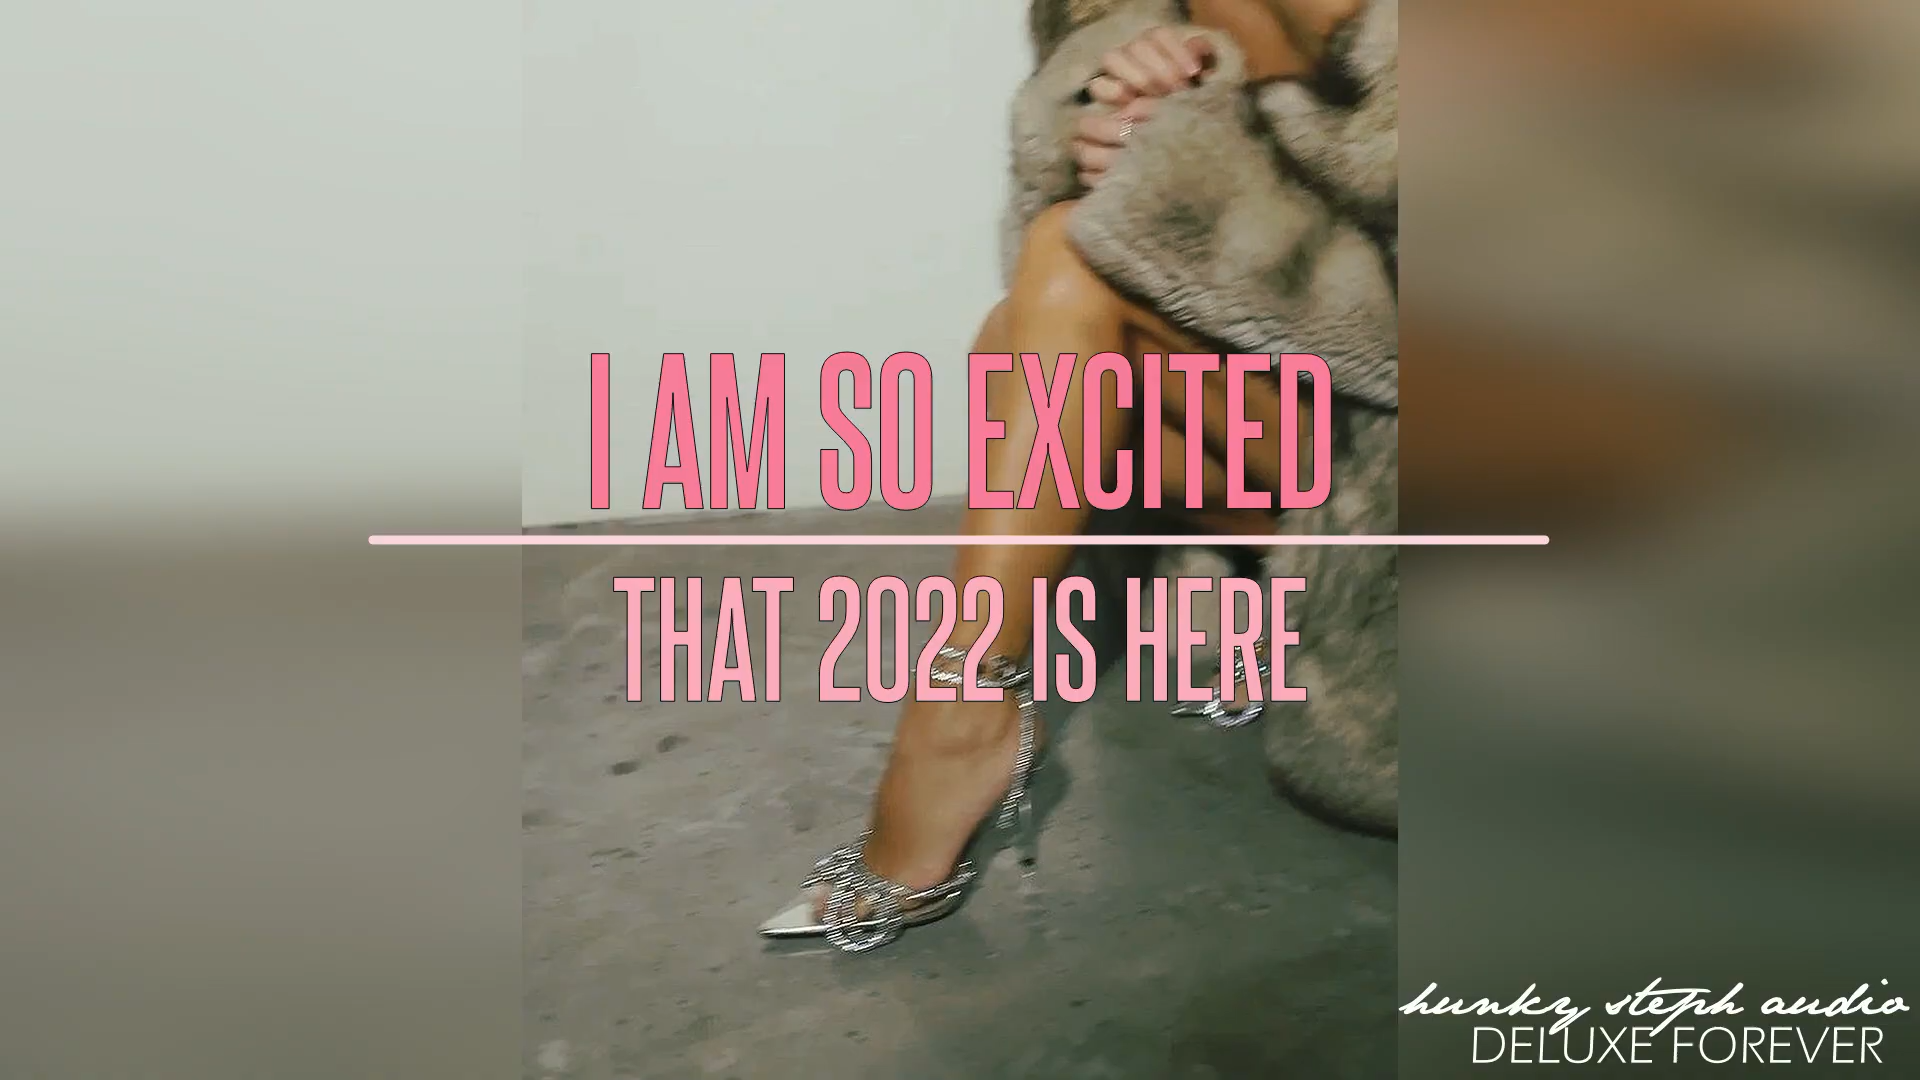 I AM SO EXCITED
THAT 2022 IS HERE
hunky steph audio
DELUXE FOREVER